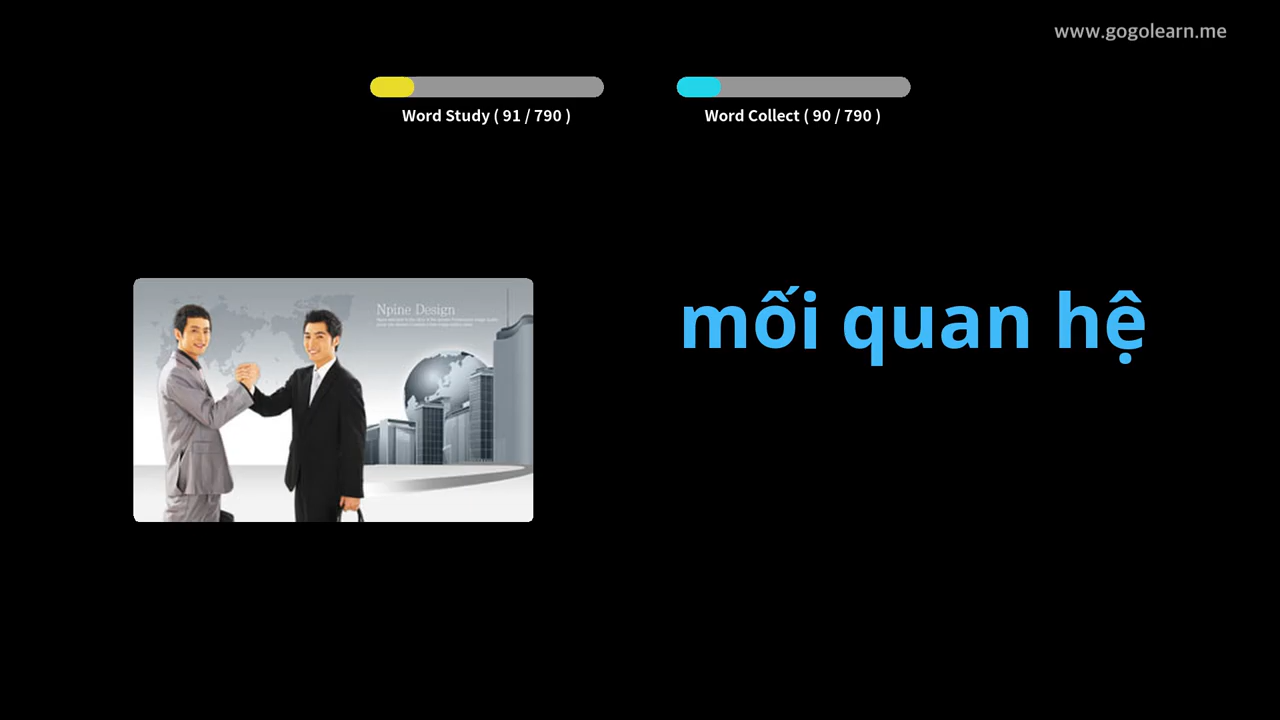 www.gogolearn.me
Word Study ( 91 / 790 )
Word Collect ( 90 / 790 )
Npine Design
mối quan hệ